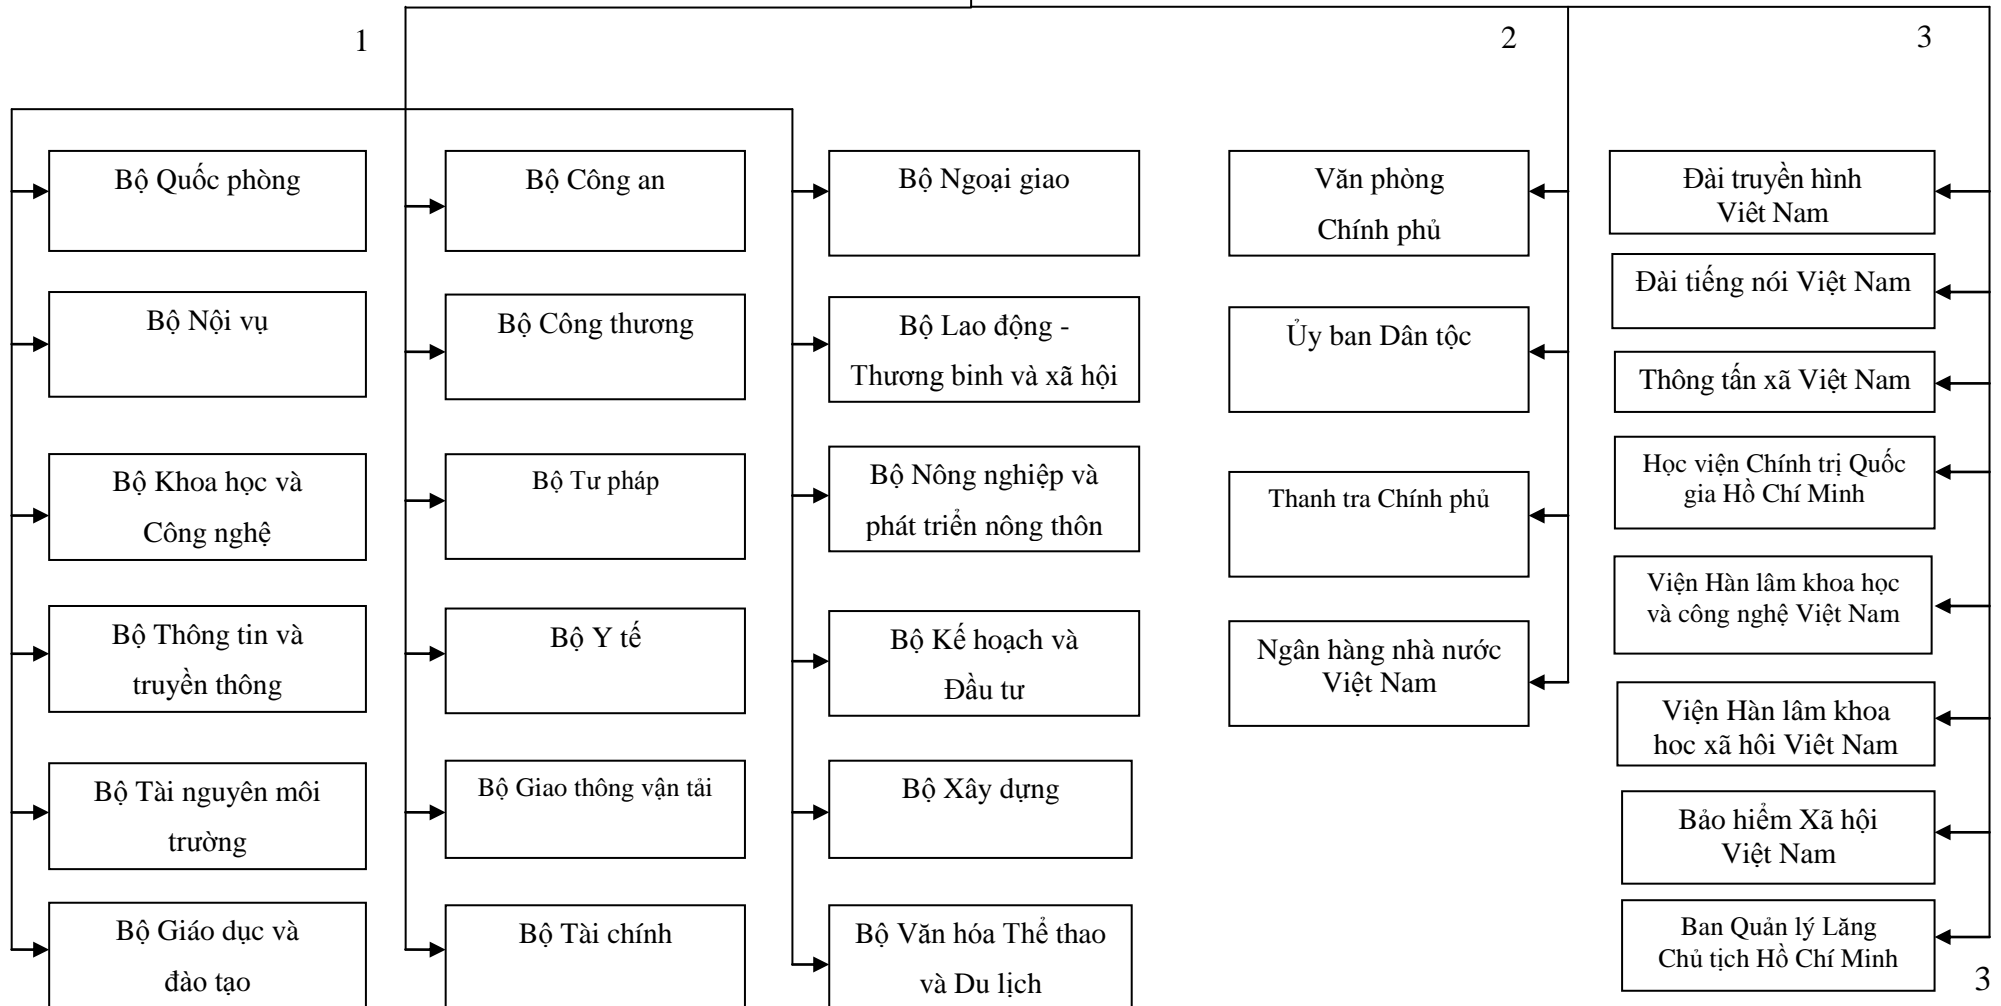 1
2
3
Bộ Quốc phòng
Bộ Nội vụ
Bộ Khoa học và
Công nghệ
Bộ Thông tin và
truyền thông
Bộ Tài nguyên môi
trường
Bộ Giáo dục và
đào tạo
Bộ Công an
Bộ Công thương
Bộ Tư pháp
Bộ Y tế
Bộ Giao thông vận tải
Bộ Tài chính
Bộ Ngoại giao
Bộ Lao động -
Thương binh và xã hội
Bộ Nông nghiệp và
phát triển nông thôn
Bộ Kế hoạch và
Đầu tư
Bộ Xây dựng
Bộ Văn hóa Thể thao
và Du lịch
Văn phòng
Chính phủ
Ủy ban Dân tộc
Thanh tra Chính phủ
Ngân hàng nhà nước
Việt Nam
Đài truyền hình
Viêt Nam
Đài tiếng nói Việt Nam
Thông tấn xã Việt Nam
Học viện Chính trị Quốc
gia Hồ Chí Minh
Viện Hàn lâm khoa học
và công nghệ Việt Nam
Viện Hàn lâm khoa
hoc xã hôi Viêt Nam
Bảo hiểm Xã hội
Việt Nam
Ban Quản lý Lăng
Chủ tịch Hồ Chí Minh
3